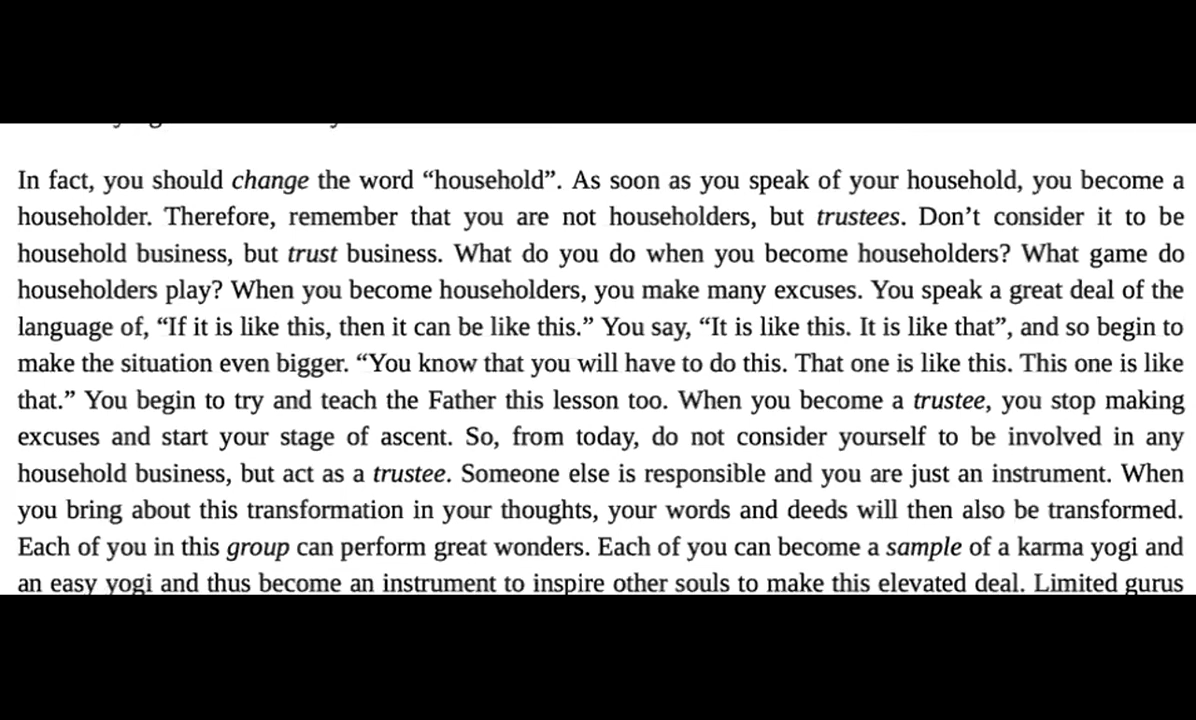 In fact, you should change the word “household”. As soon as you speak of your household, you become a
householder. Therefore, remember that you are not householders, but trustees. Don’t consider it to be
household business, but trust business. What do you do when you become householders? What game do
householders play? When you become householders, you make many excuses. You speak a great deal of the
language of, “If it is like this, then it can be like this.” You say, “It is like this. It is like that”, and so begin to
make the situation even bigger. “You know that you will have to do this. That one is like this. This one is like
that.” You begin to try and teach the Father this lesson too. When you become a trustee, you stop making
excuses and start your stage of ascent. So, from today, do not consider yourself to be involved in any
household business, but act as a trustee. Someone else is responsible and you are just an instrument. When
you bring about this transformation in your thoughts, your words and deeds will then also be transformed.
Each of you in this group can perform great wonders. Each of you can become a sample of a karma yogi and
an easy yogi and thus become an instrument to inspire other souls to make this elevated deal. Limited gurus